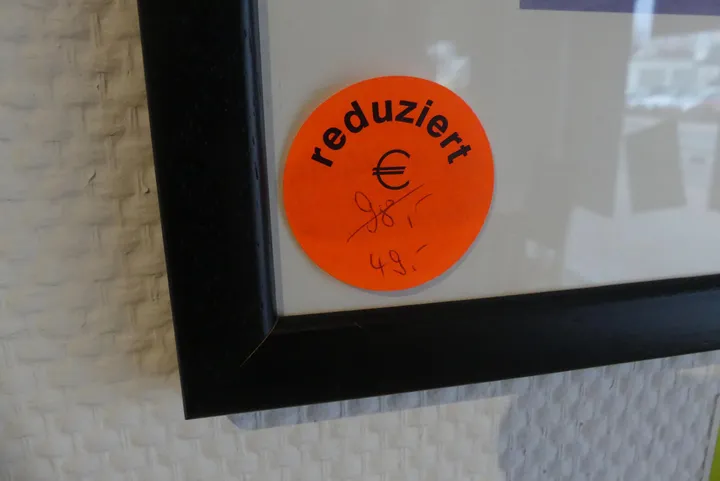 reduziert
€
98,-
49.-